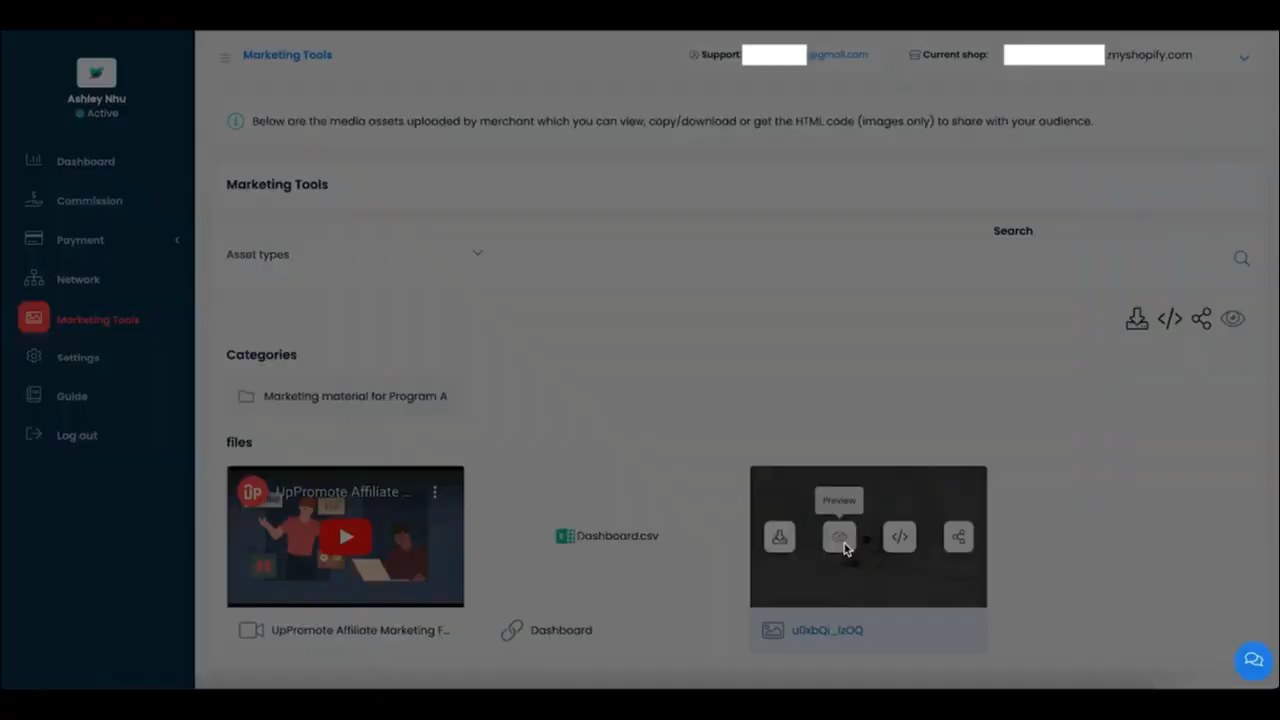 Marketing Tools
Support:
@gmail.com
Current shop:
.myshopify.com
Ashley Nhu
Active
Below are the media assets uploaded by merchant which you can view, copy/download or get the HTML code (images only) to share with your audience.
Dashboard
Marketing Tools
Commission
Search
Payment
Asset types
Network
Marketing Tools
Categories
Settings
Marketing material for Program A
Guide
Log out
files
UpPromote Affiliate ...
Preview
Dashboard.csv
UpPromote Affiliate Marketing F...
Dashboard
u0xbQi_izOQ